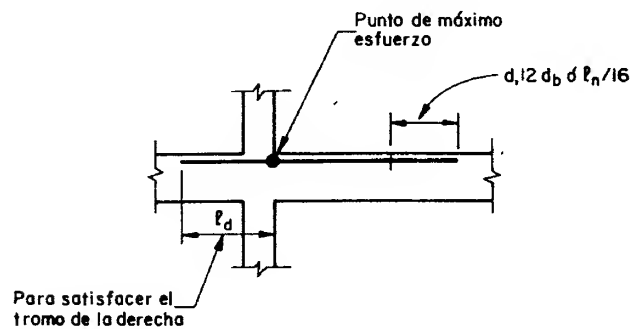 Punto de máximo
esfuerzo
d,12 d_b ó ℓ_n/16
ℓ_d
Para satisfacer el
tromo de la derecha